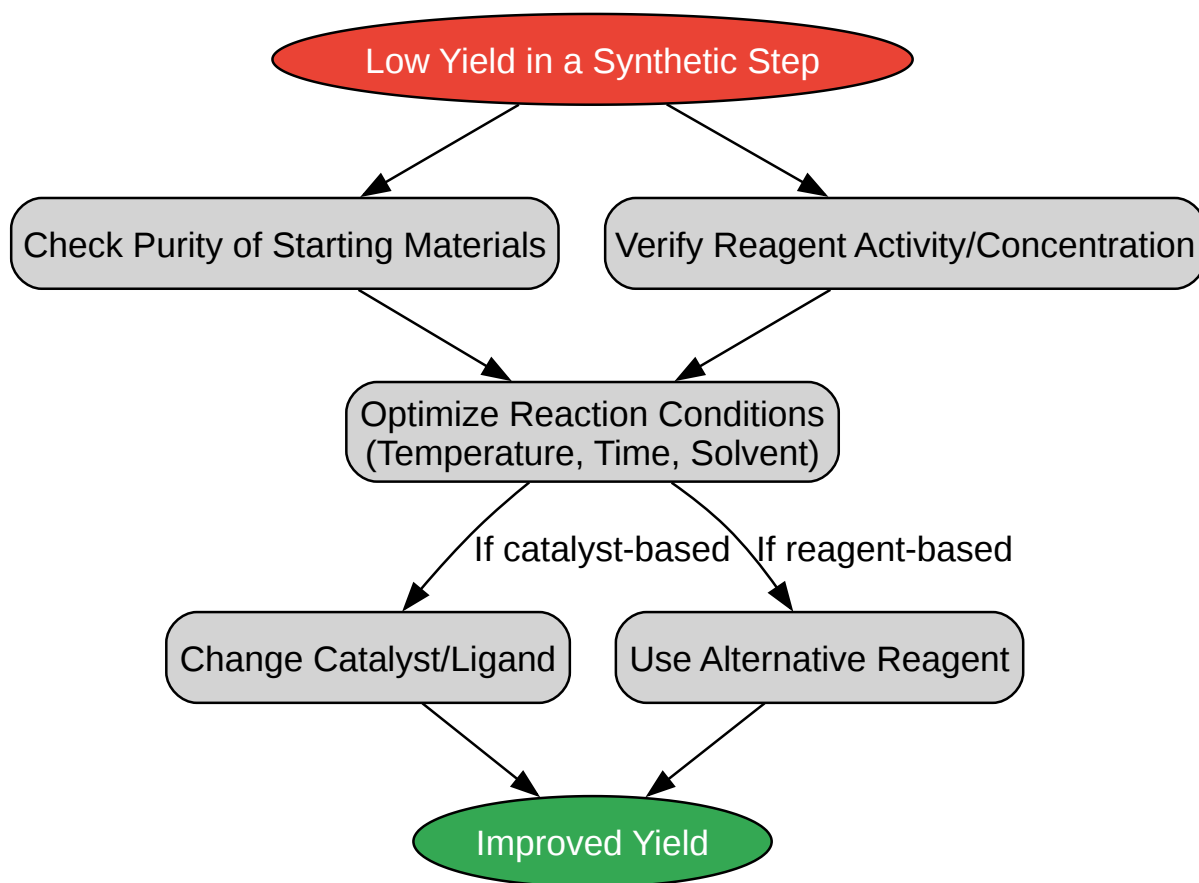 Low Yield in a Synthetic Step
Check Purity of Starting Materials
Verify Reagent Activity/Concentration
Optimize Reaction Conditions
(Temperature, Time, Solvent)
If catalyst-based
If reagent-based
Change Catalyst/Ligand
Use Alternative Reagent
Improved Yield